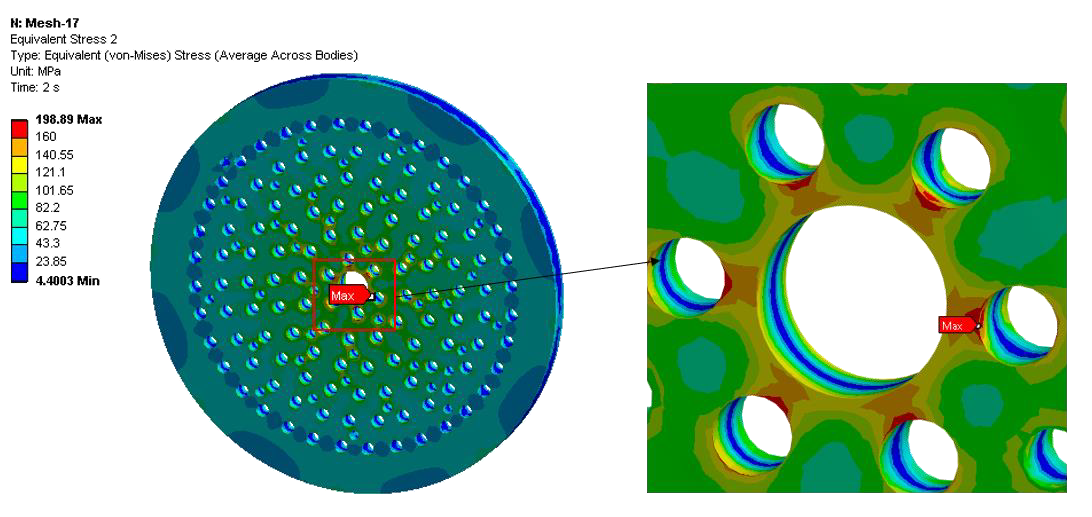 N: Mesh-17
Equivalent Stress 2
Type: Equivalent (von-Mises) Stress (Average Across Bodies)
Unit: MPa
Time: 2 s
198.89 Max
160
140.55
121.1
101.65
82.2
62.75
43.3
23.85
4.4003 Min
Max
Max